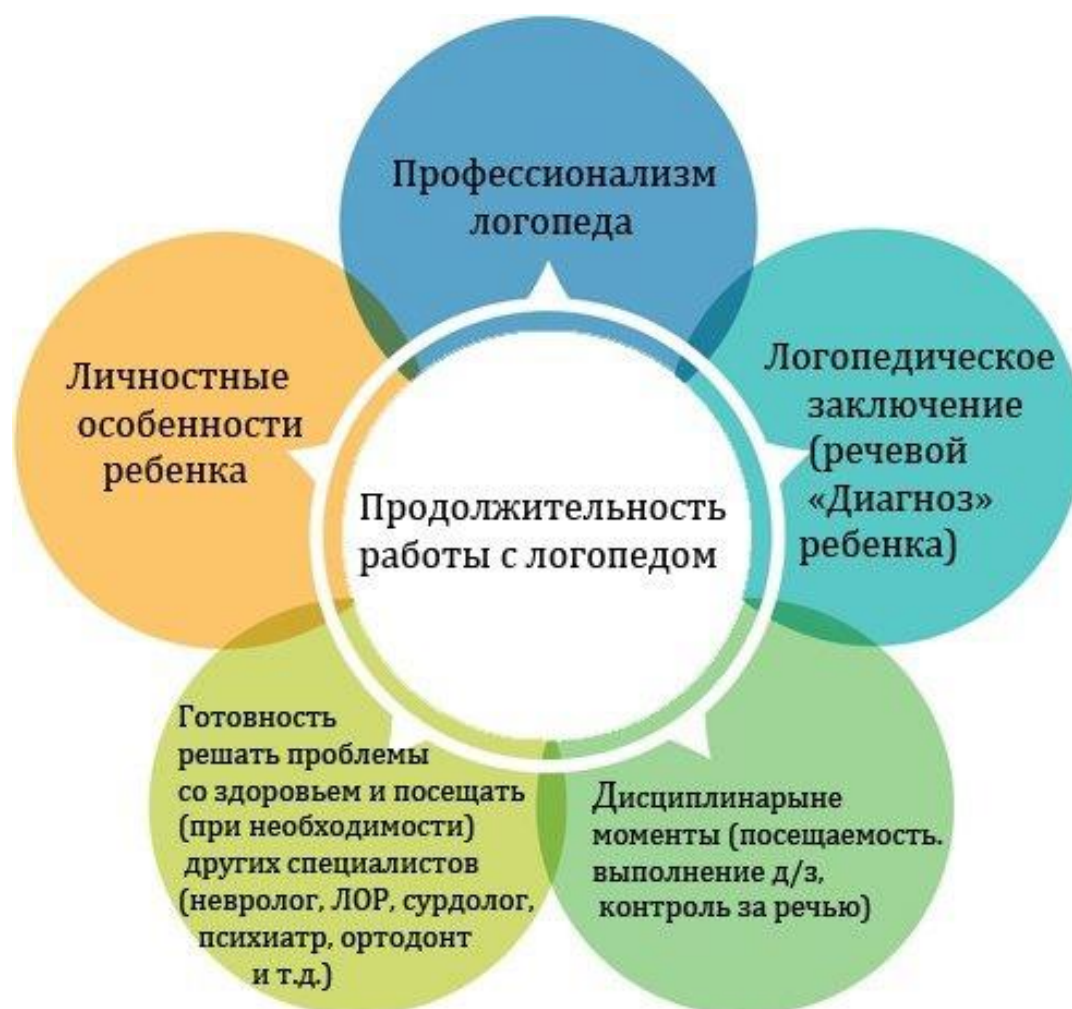 Профессионализм
логопеда
Логопедическое
заключение
(речевой
«Диагноз»
ребенка)
Личностные
особенности
ребенка
Продолжительность
работы с логопедом
Готовность
решать проблемы
со здоровьем и посещать
(при необходимости)
других специалистов
(невролог, ЛОР, сурдолог,
психиатр, ортодонт
и т.д.)
Дисциплинарыне
моменты (посещаемость.
выполнение д/з,
контроль за речью)